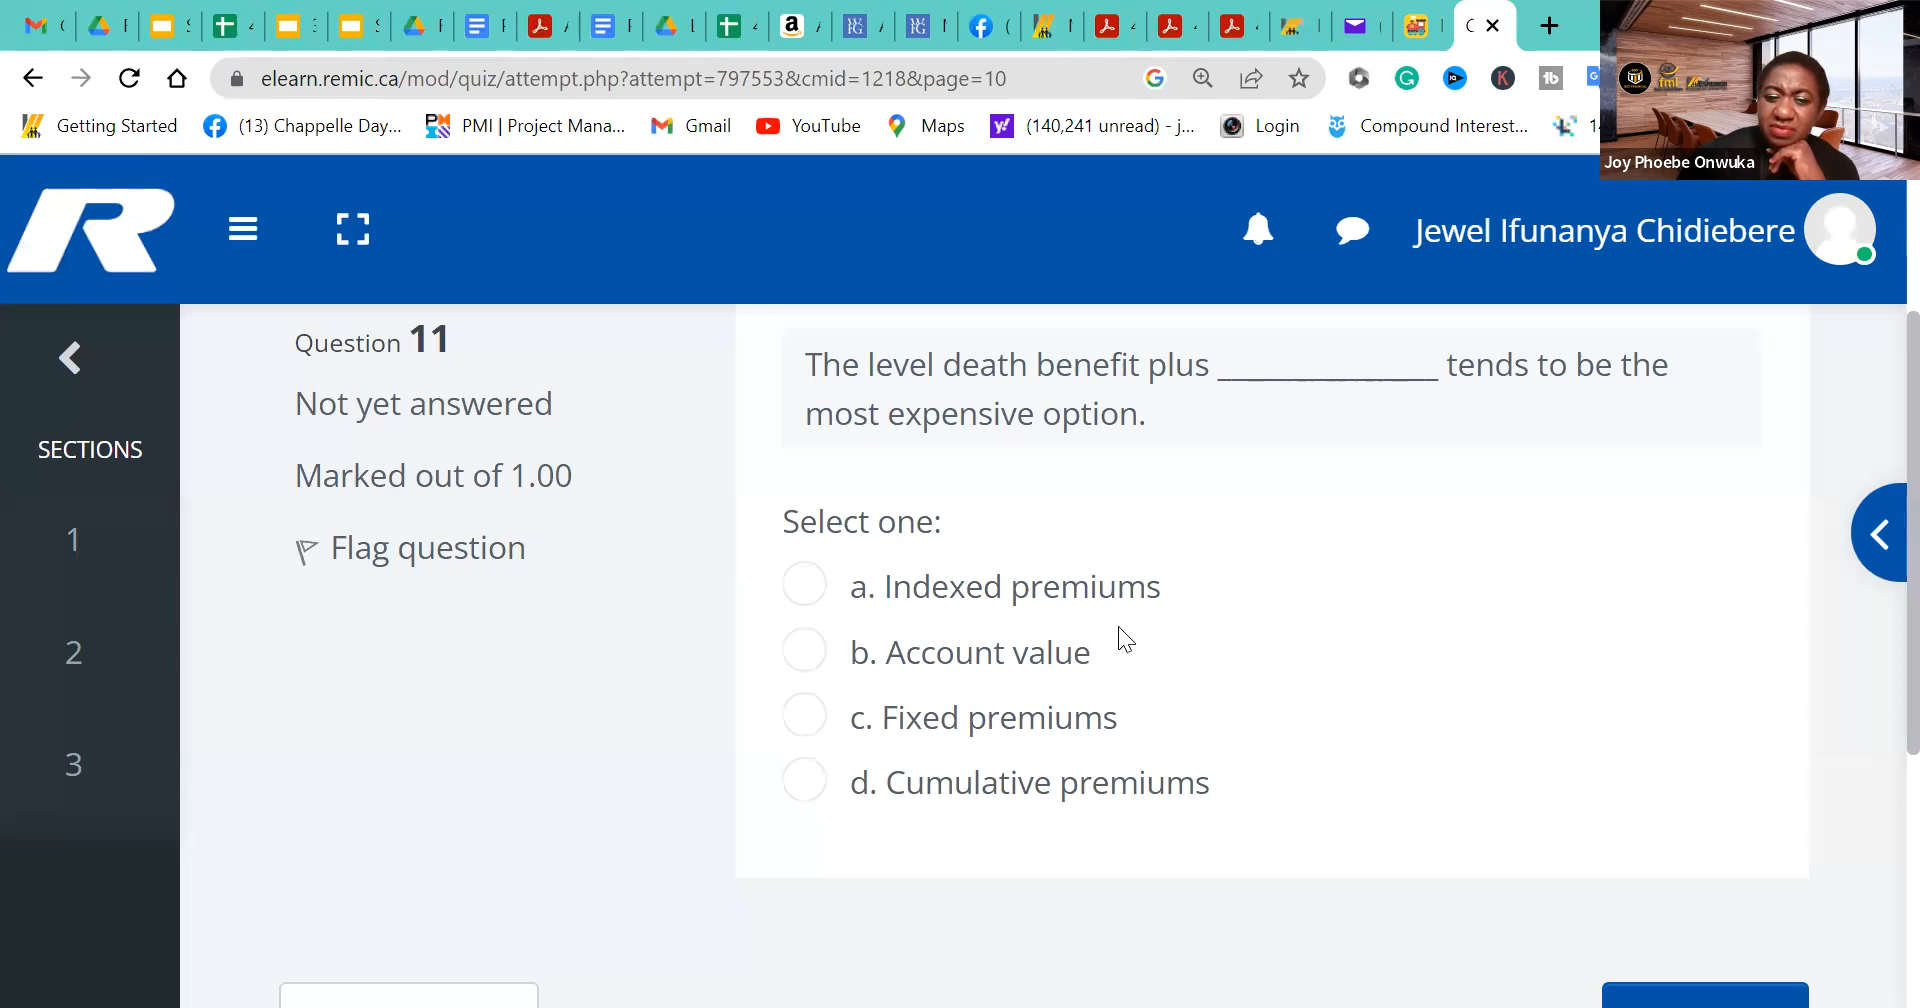 elearn.remic.ca/mod/quiz/attempt.php?attempt=797553&cmid=1218&page=10
Getting Started
(13) Chappelle Day...
PMI | Project Mana...
Gmail
YouTube
Maps
(140,241 unread) - j...
Login
Compound Interest...
Joy Phoebe Onwuka
Jewel Ifunanya Chidiebere
SECTIONS
1
2
3
Question 11
Not yet answered
Marked out of 1.00
Flag question
The level death benefit plus ______________ tends to be the
most expensive option.
Select one:
a. Indexed premiums
b. Account value
c. Fixed premiums
d. Cumulative premiums